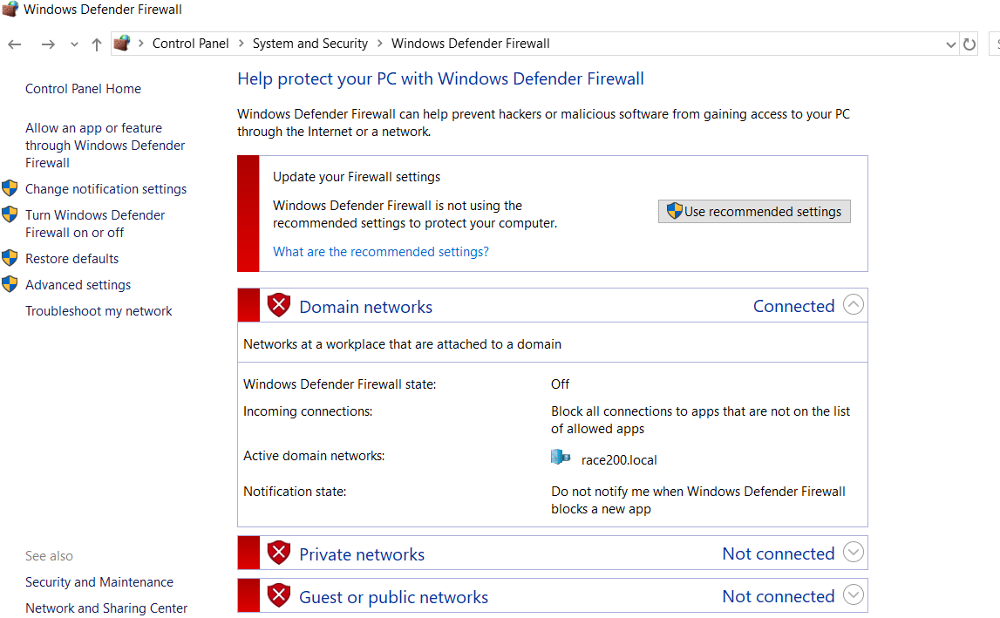 Windows Defender Firewall
Control Panel > System and Security > Windows Defender Firewall
Control Panel Home
Allow an app or feature
through Windows Defender
Firewall
Change notification settings
Turn Windows Defender
Firewall on or off
Restore defaults
Advanced settings
Troubleshoot my network
See also
Security and Maintenance
Network and Sharing Center
Help protect your PC with Windows Defender Firewall
Windows Defender Firewall can help prevent hackers or malicious software from gaining access to your PC
through the Internet or a network.
Update your Firewall settings
Windows Defender Firewall is not using the
recommended settings to protect your computer.
Use recommended settings
What are the recommended settings?
Domain networks Connected
Networks at a workplace that are attached to a domain
Windows Defender Firewall state: Off
Incoming connections: Block all connections to apps that are not on the list
of allowed apps
Active domain networks: race200.local
Notification state: Do not notify me when Windows Defender Firewall
blocks a new app
Private networks Not connected
Guest or public networks Not connected